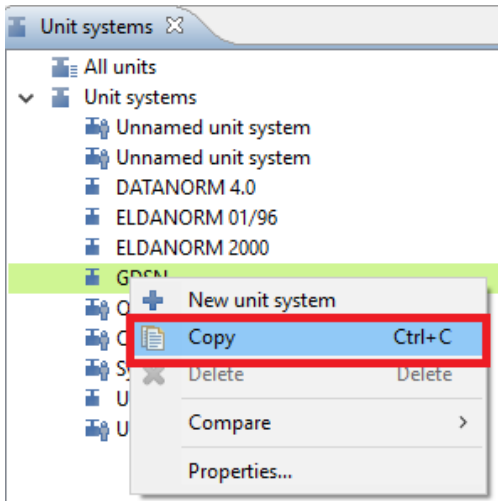 Unit systems
All units
Unit systems
Unnamed unit system
Unnamed unit system
DATANORM 4.0
ELDANORM 01/96
ELDANORM 2000
GDSN
New unit system
Copy Ctrl+C
Delete Delete
Compare
Properties...